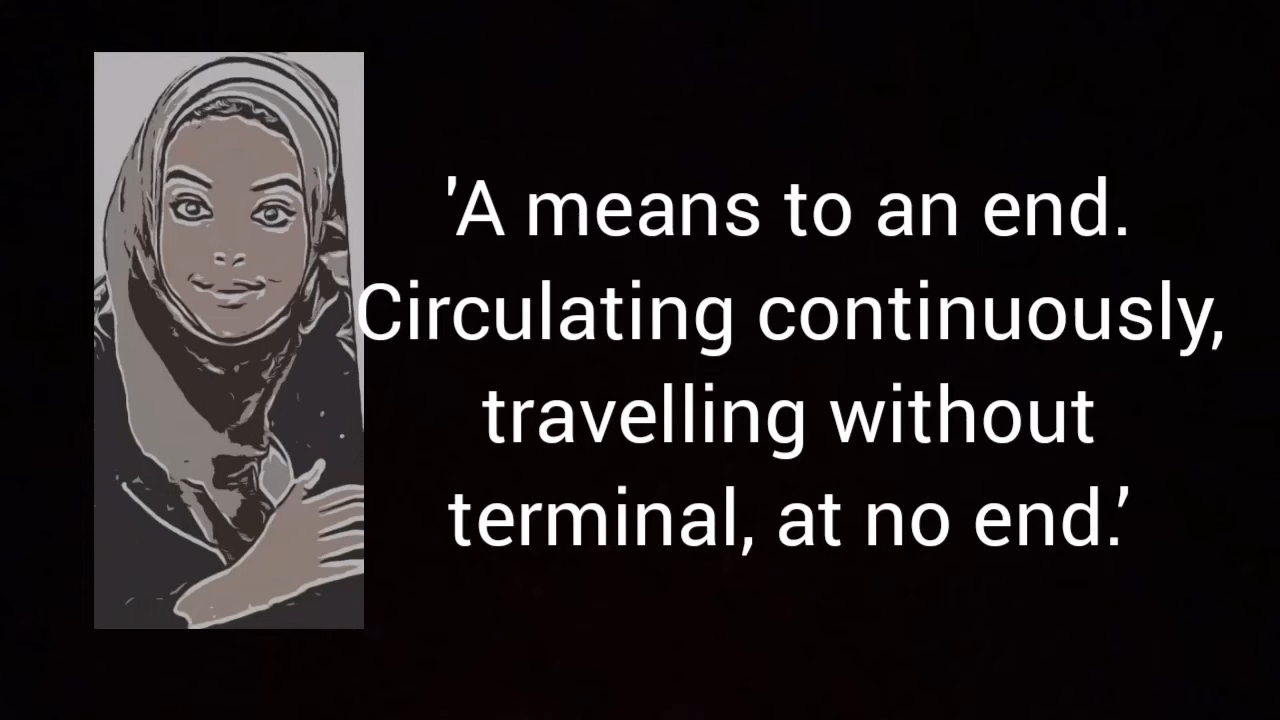 'A means to an end.
Circulating continuously,
travelling without
terminal, at no end.’